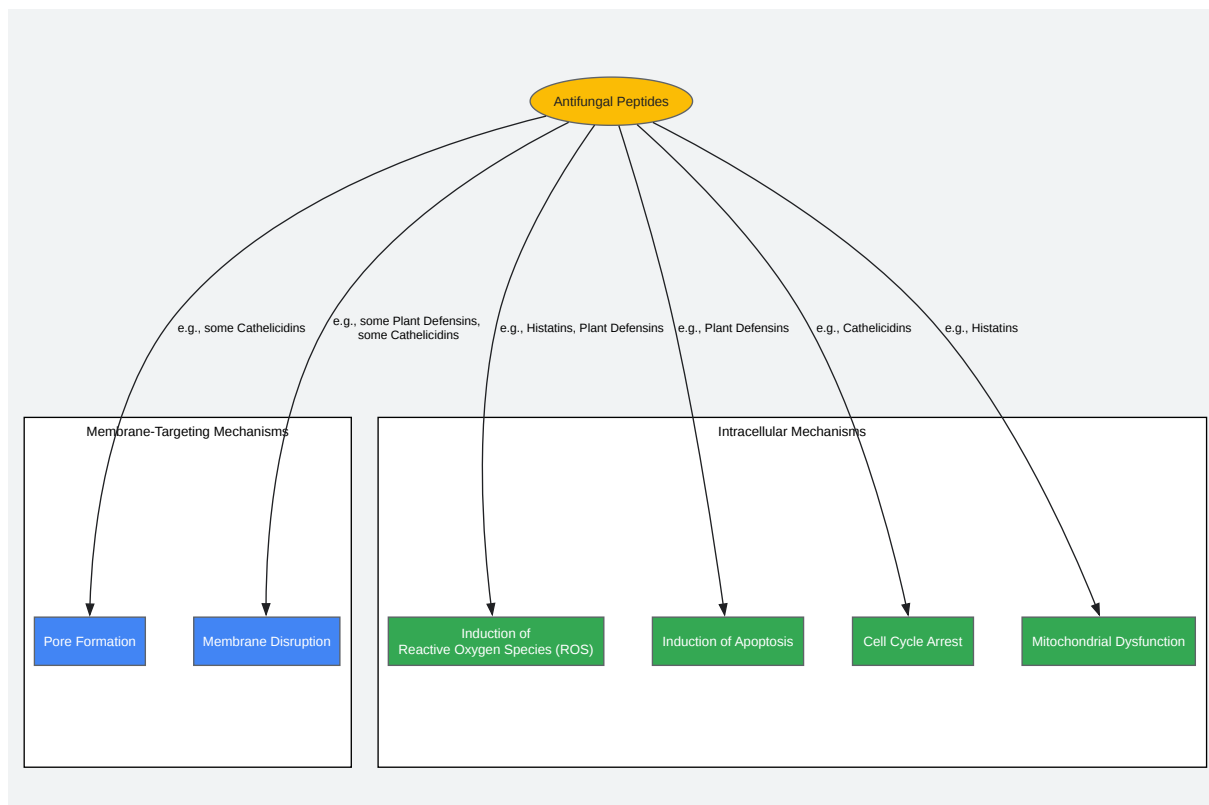 Antifungal Peptides
e.g., some Cathelicidins
e.g., some Plant Defensins,
some Cathelicidins
e.g., Histatins, Plant Defensins
e.g., Plant Defensins
e.g., Cathelicidins
e.g., Histatins
Membrane-Targeting Mechanisms
Intracellular Mechanisms
Pore Formation
Membrane Disruption
Induction of
Reactive Oxygen Species (ROS)
Induction of Apoptosis
Cell Cycle Arrest
Mitochondrial Dysfunction